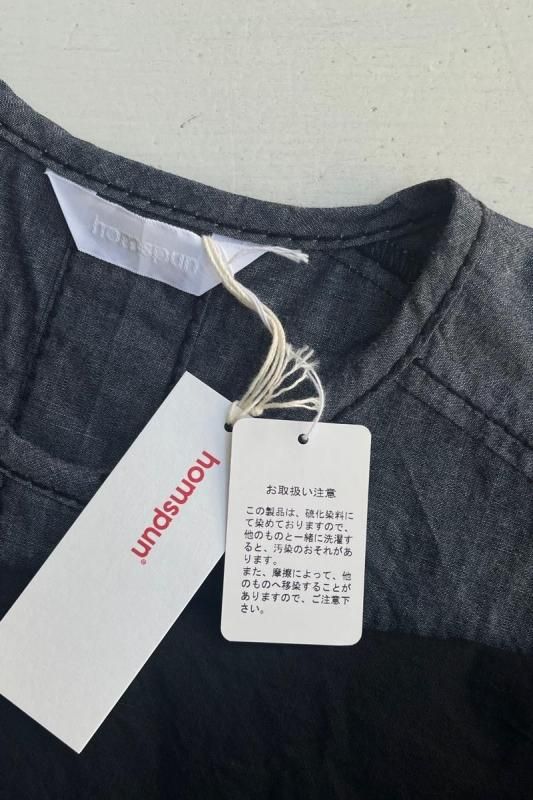 homspun
homspun®
お取扱い注意
この製品は、硫化染料に
て染めておりますので、
他のものと一緒に洗濯す
ると、汚染のおそれがあ
ります。
また、摩擦によって、他
のものへ移染することが
ありますので、ご注意下
さい。